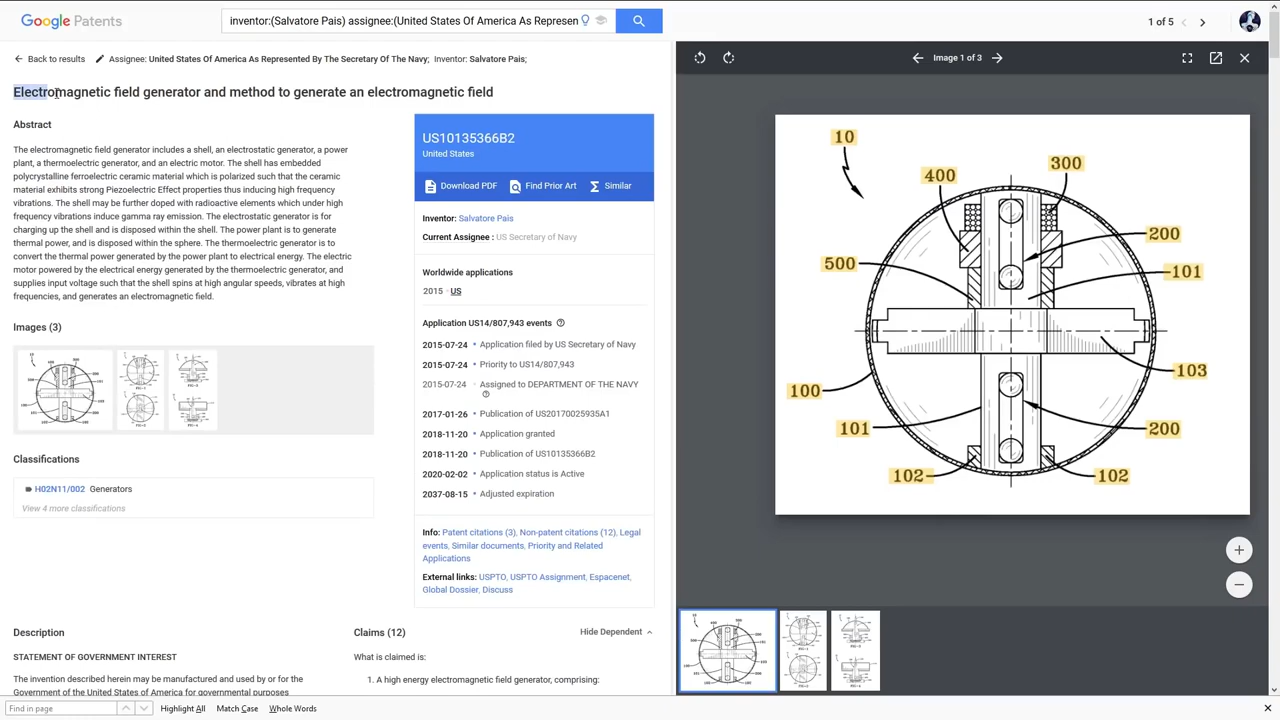 Google Patents
inventor:(Salvatore Pais) assignee:(United States Of America As Represen
1 of 5
Back to results
Assignee: United States Of America As Represented By The Secretary Of The Navy; Inventor: Salvatore Pais;
Electromagnetic field generator and method to generate an electromagnetic field
Abstract
The electromagnetic field generator includes a shell, an electrostatic generator, a power
plant, a thermoelectric generator, and an electric motor. The shell has embedded
polycrystalline ferroelectric ceramic material which is polarized such that the ceramic
material exhibits strong Piezoelectric Effect properties thus inducing high frequency
vibrations. The shell may be further doped with radioactive elements which under high
frequency vibrations induce gamma ray emission. The electrostatic generator is for
charging up the shell and is disposed within the shell. The power plant is to generate
thermal power, and is disposed within the sphere. The thermoelectric generator is to
convert the thermal power generated by the power plant to electrical energy. The electric
motor powered by the electrical energy generated by the thermoelectric generator, and
supplies input voltage such that the shell spins at high angular speeds, vibrates at high
frequencies, and generates an electromagnetic field.
Images (3)
Classifications
H02N11/002 Generators
View 4 more classifications
US10135366B2
United States
Download PDF
Find Prior Art
Similar
Inventor: Salvatore Pais
Current Assignee : US Secretary of Navy
Worldwide applications
2015 US
Application US14/807,943 events
2015-07-24 Application filed by US Secretary of Navy
2015-07-24 Priority to US14/807,943
2015-07-24 Assigned to DEPARTMENT OF THE NAVY
2017-01-26 Publication of US20170025935A1
2018-11-20 Application granted
2018-11-20 Publication of US10135366B2
2020-02-02 Application status is Active
2037-08-15 Adjusted expiration
Info: Patent citations (3), Non-patent citations (12), Legal
events, Similar documents, Priority and Related
Applications
External links: USPTO, USPTO Assignment, Espacenet,
Global Dossier, Discuss
Description
STATEMENT OF GOVERNMENT INTEREST
The invention described herein may be manufactured and used by or for the
Government of the United States of America for governmental purposes
Claims (12)
Hide Dependent
What is claimed is:
1. A high energy electromagnetic field generator, comprising:
Image 1 of 3
10
300
400
200
500
101
103
100
101
200
102
102
Find in page
Highlight All
Match Case
Whole Words